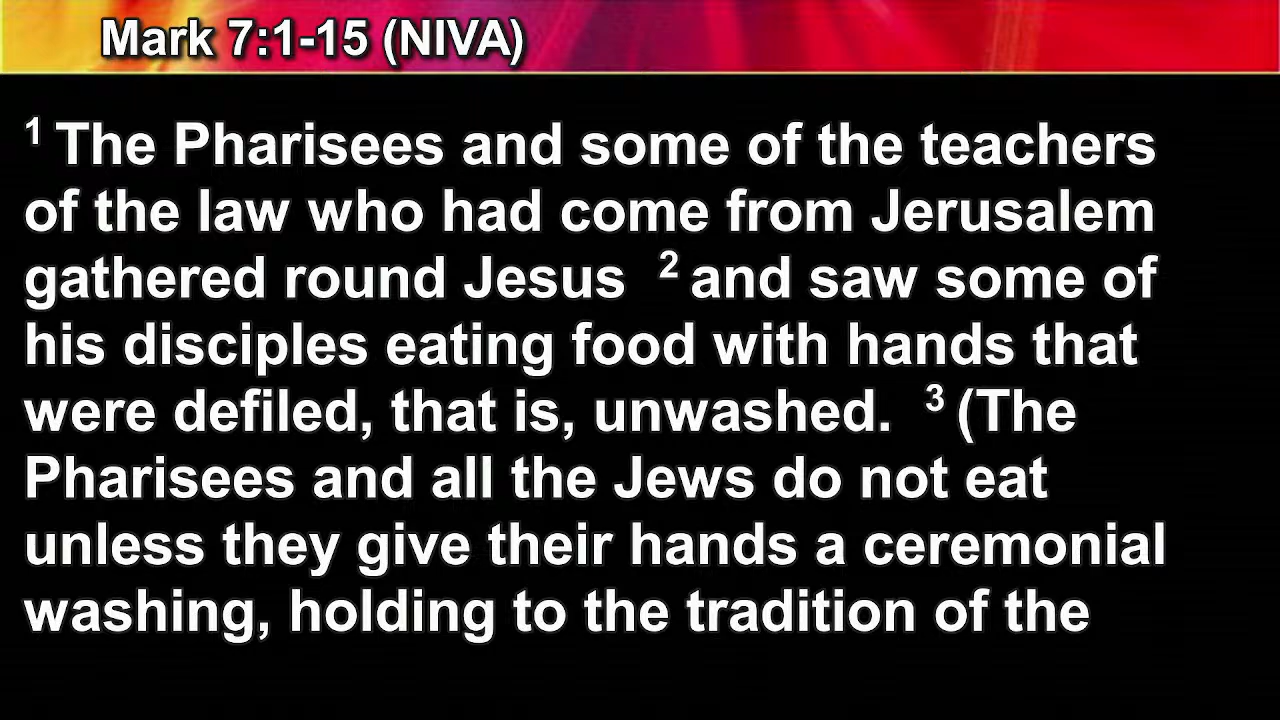 Mark 7:1-15 (NIVA)
1 The Pharisees and some of the teachers
of the law who had come from Jerusalem
gathered round Jesus 2 and saw some of
his disciples eating food with hands that
were defiled, that is, unwashed. 3 (The
Pharisees and all the Jews do not eat
unless they give their hands a ceremonial
washing, holding to the tradition of the